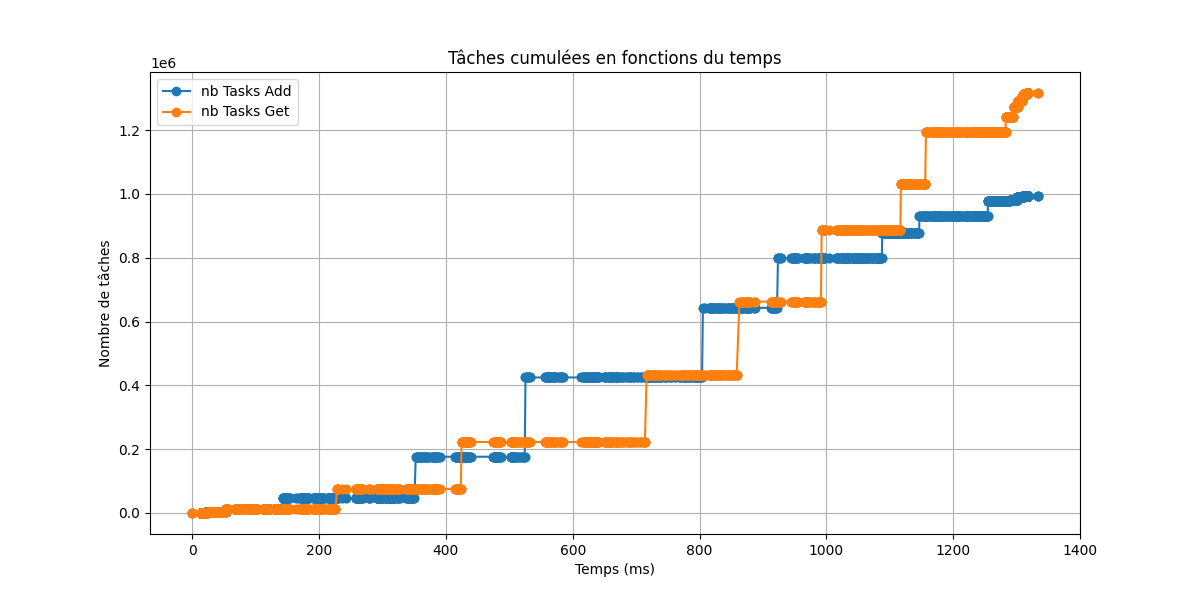 Tâches cumulées en fonctions du temps
1e6
nb Tasks Add
nb Tasks Get
Nombre de tâches
1.2
1.0
0.8
0.6
0.4
0.2
0.0
0 200 400 600 800 1000 1200 1400
Temps (ms)